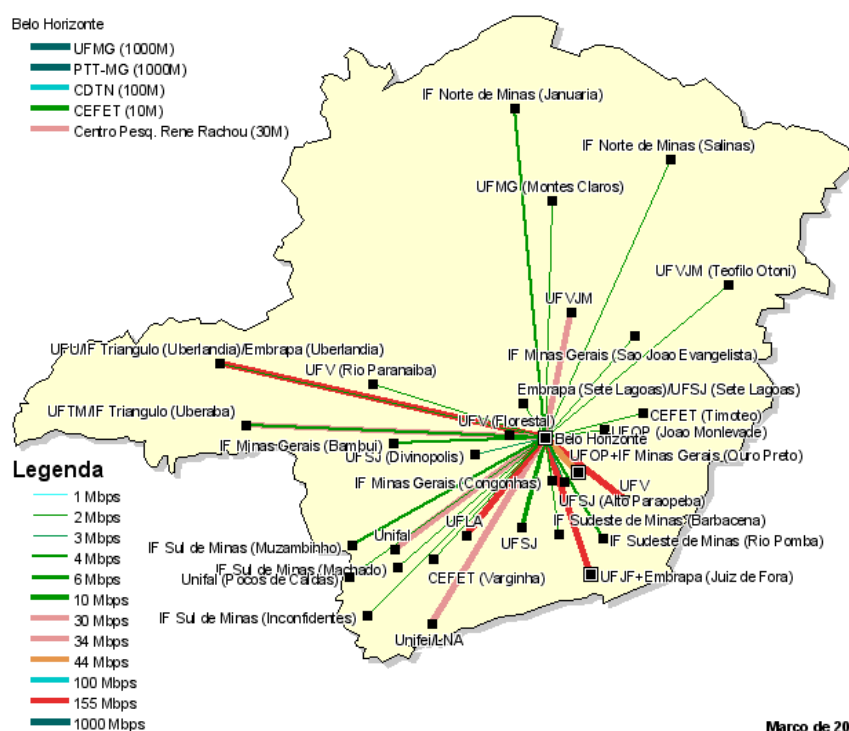 Belo Horizonte
UFMG (1000M)
PTT-MG (1000M)
CDTN (100M)
CEFET (10M)
Centro Pesq. Rene Rachou (30M)
IF Norte de Minas (Januaria)
IF Norte de Minas (Salinas)
UFMG (Montes Claros)
UFVJM (Teofilo Otoni)
UFVJM
IF Minas Gerais (Sao Joao Evangelista)
UFU/IF Triangulo (Uberlandia)/Embrapa (Uberlandia)
UFV (Rio Paranaiba)
Embrapa (Sete Lagoas)/UFSJ (Sete Lagoas)
UFTM/IF Triangulo (Uberaba)
UFV (Florestal)
CEFET (Timoteo)
UFOP (Joao Monlevade)
Belo Horizonte
IF Minas Gerais (Bambui)
UFSJ (Divinopolis)
UFOP+IF Minas Gerais (Ouro Preto)
IF Minas Gerais (Congonhas)
UFV
UFSJ (Alto Paraopeba)
UFLA
IF Sudeste de Minas (Barbacena)
Unifal
UFSJ
IF Sudeste de Minas (Rio Pomba)
IF Sul de Minas (Muzambinho)
IF Sul de Minas (Machado)
CEFET (Varginha)
Unifal (Pocos de Caldas)
UFJF+Embrapa (Juiz de Fora)
IF Sul de Minas (Inconfidentes)
Unifei/LNA
Legenda
1 Mbps
2 Mbps
3 Mbps
4 Mbps
6 Mbps
10 Mbps
30 Mbps
34 Mbps
44 Mbps
100 Mbps
155 Mbps
1000 Mbps
Marco de 20